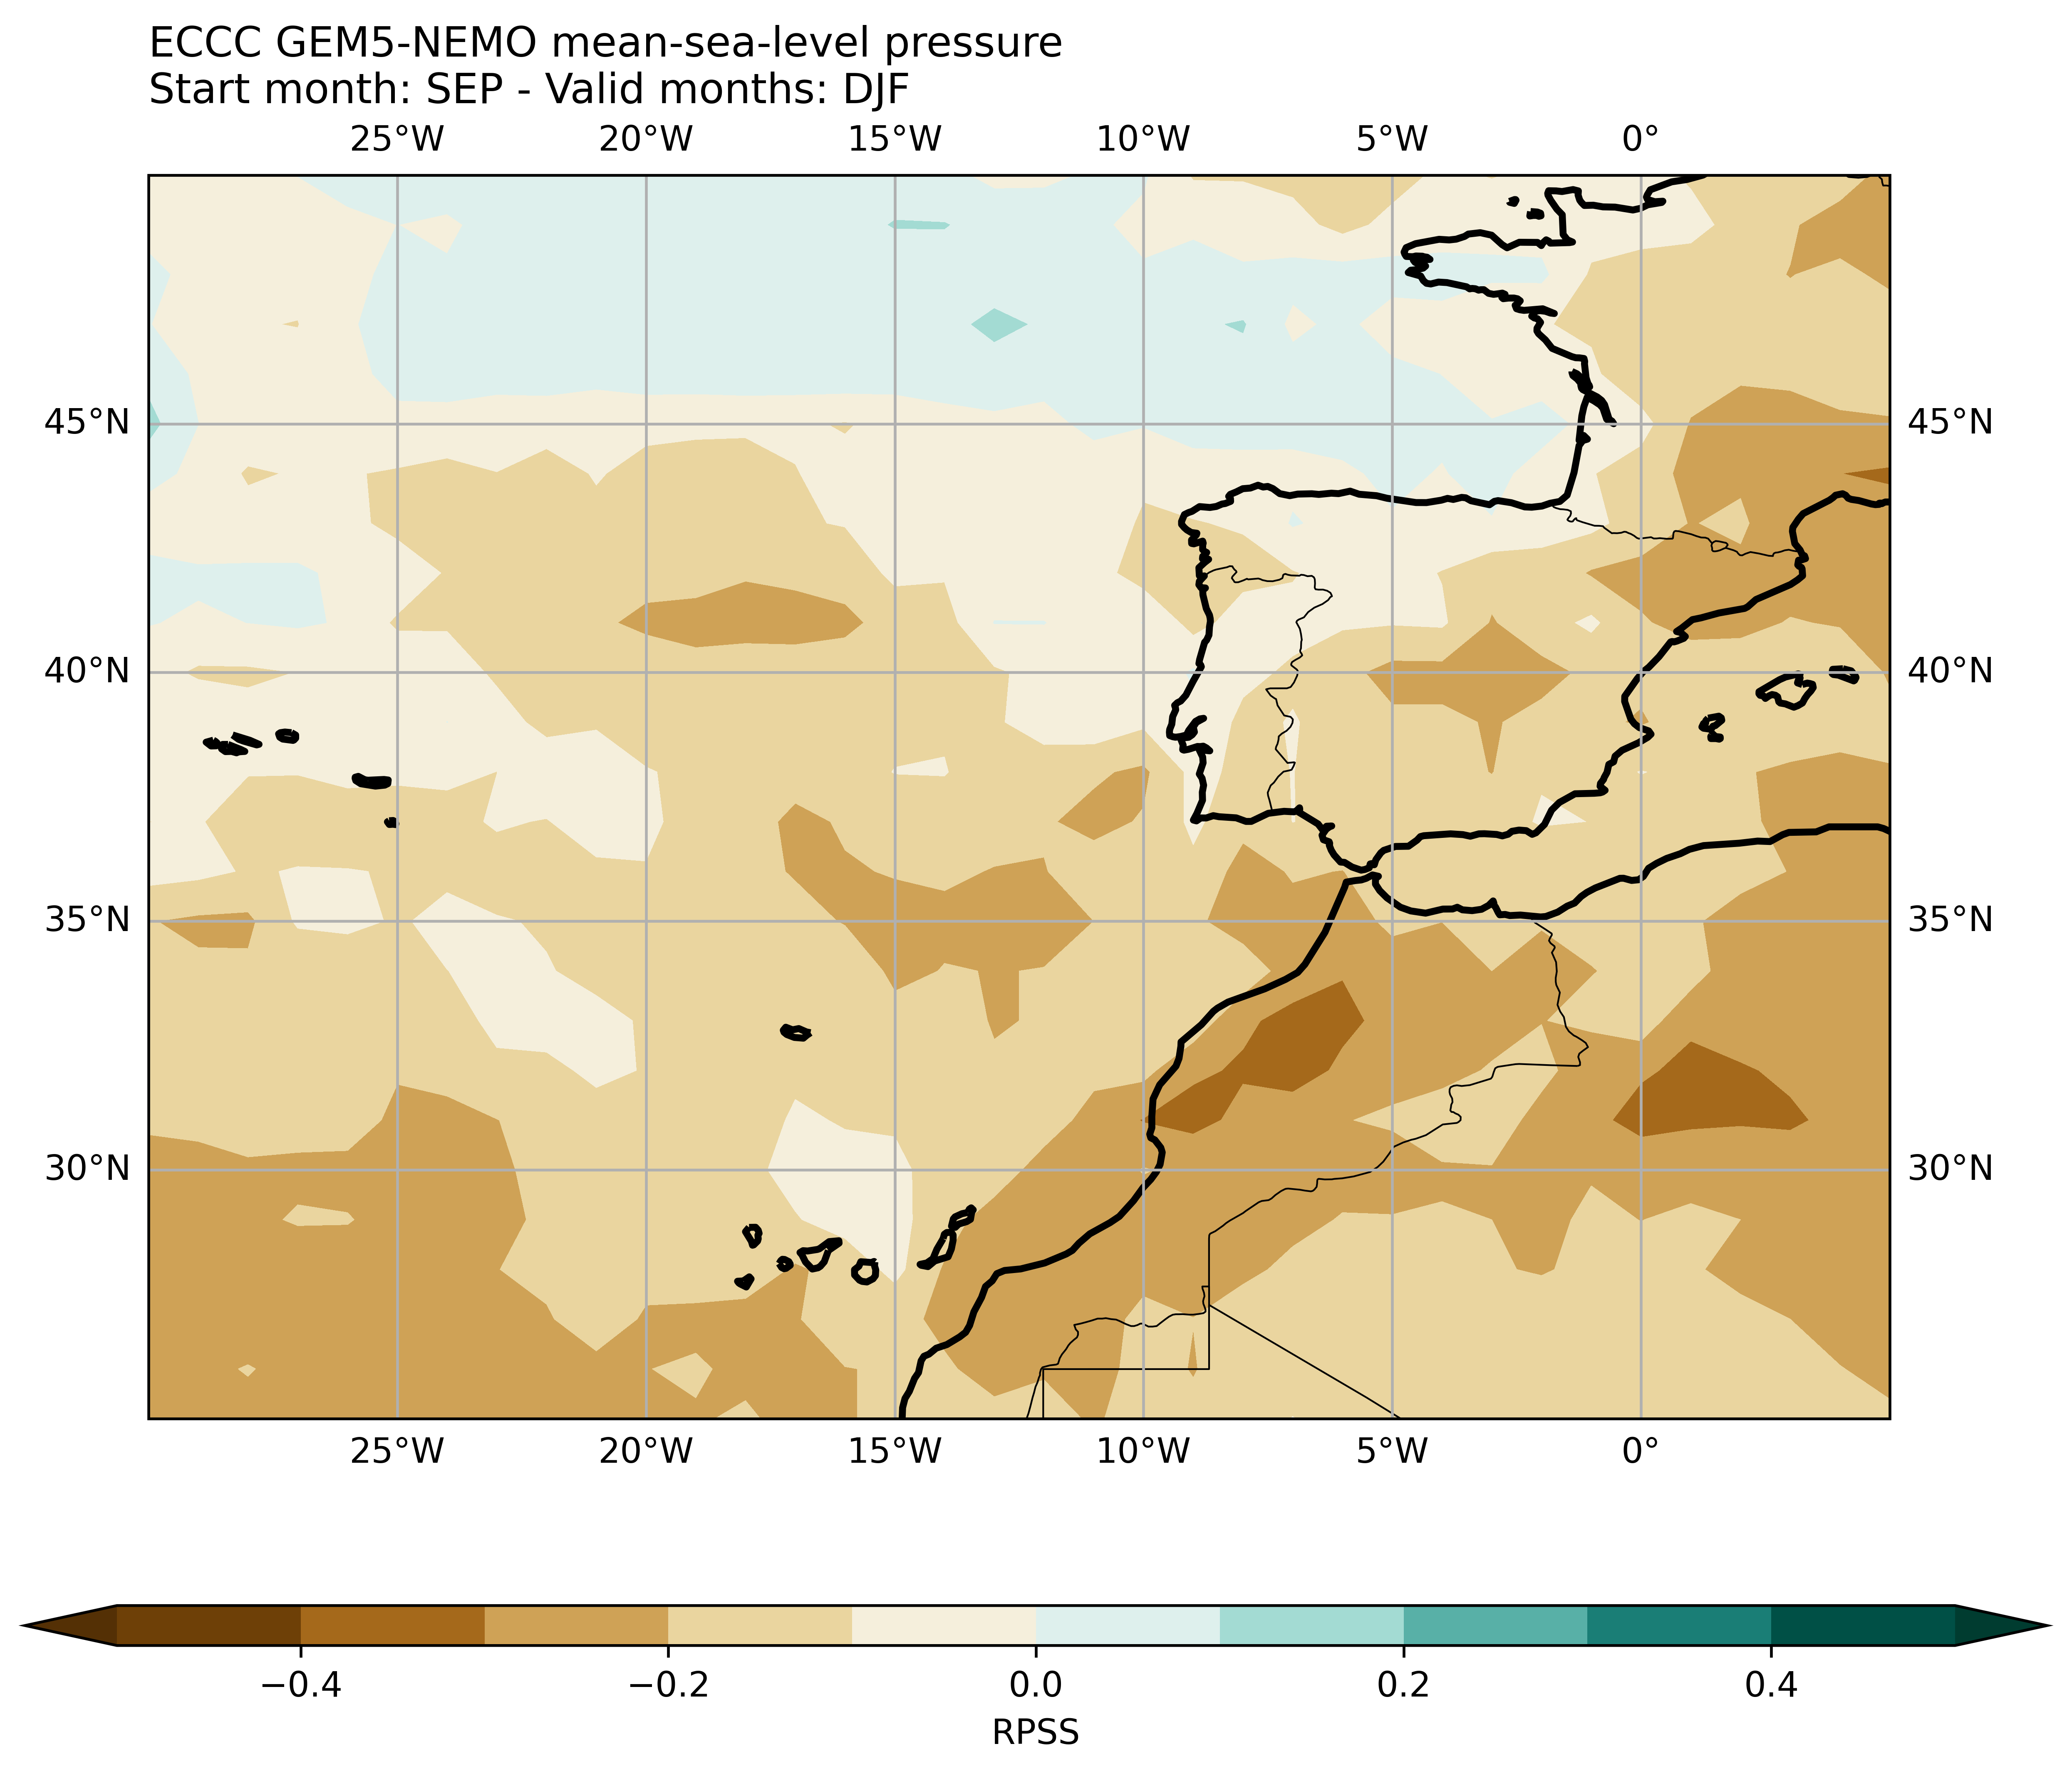 ECCC GEM5-NEMO mean-sea-level pressure
Start month: SEP - Valid months: DJF
25°W 20°W 15°W 10°W 5°W 0°
45°N 45°N
40°N 40°N
35°N 35°N
30°N 30°N
25°W 20°W 15°W 10°W 5°W 0°
−0.4 −0.2 0.0 0.2 0.4
RPSS